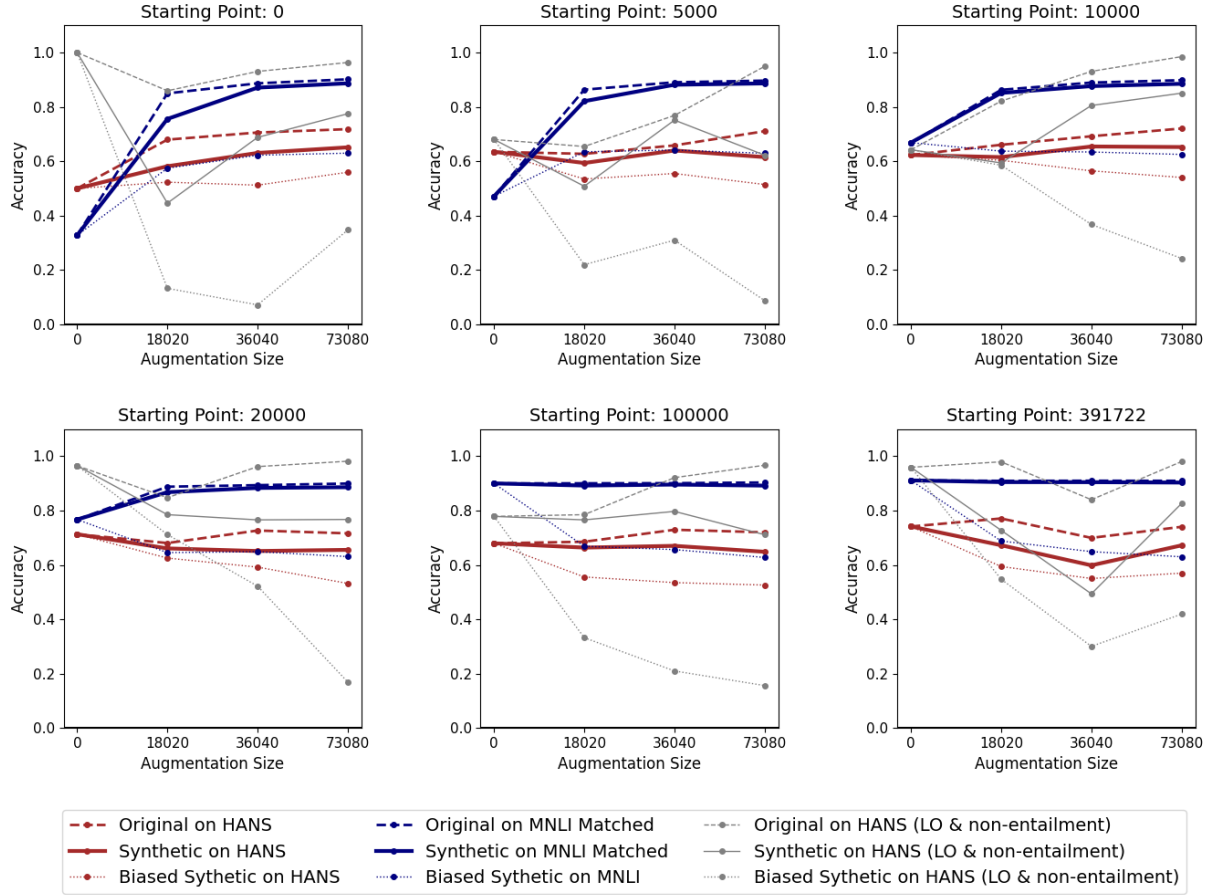 Starting Point: 0
Starting Point: 5000
Starting Point: 10000
Accuracy
1.0
0.8
0.6
0.4
0.2
0.0
0 18020 36040 73080
Augmentation Size
Accuracy
1.0
0.8
0.6
0.4
0.2
0.0
0 18020 36040 73080
Augmentation Size
Accuracy
1.0
0.8
0.6
0.4
0.2
0.0
0 18020 36040 73080
Augmentation Size
Starting Point: 20000
Starting Point: 100000
Starting Point: 391722
Accuracy
1.0
0.8
0.6
0.4
0.2
0.0
0 18020 36040 73080
Augmentation Size
Accuracy
1.0
0.8
0.6
0.4
0.2
0.0
0 18020 36040 73080
Augmentation Size
Accuracy
1.0
0.8
0.6
0.4
0.2
0.0
0 18020 36040 73080
Augmentation Size
Original on HANS
Synthetic on HANS
Biased Sythetic on HANS
Original on MNLI Matched
Synthetic on MNLI Matched
Biased Sythetic on MNLI
Original on HANS (LO & non-entailment)
Synthetic on HANS (LO & non-entailment)
Biased Sythetic on HANS (LO & non-entailment)